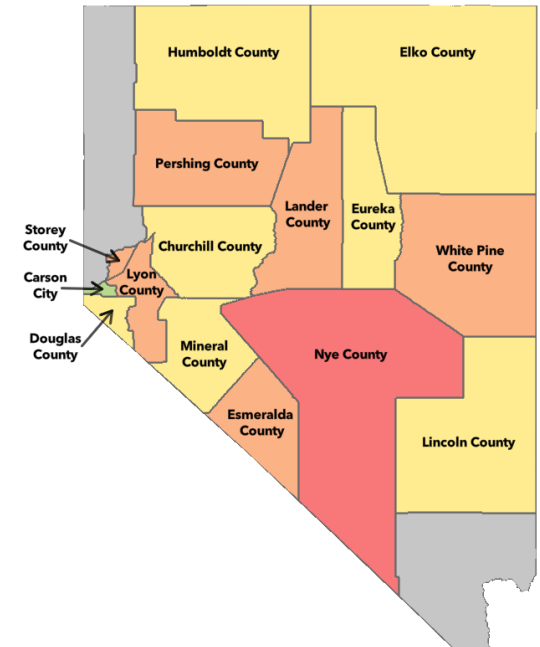 Humboldt County
Elko County
Pershing County
Lander
County
Eureka
County
Storey
County
Churchill County
White Pine
County
Carson
City
Lyon
County
Douglas
County
Mineral
County
Nye County
Esmeralda
County
Lincoln County